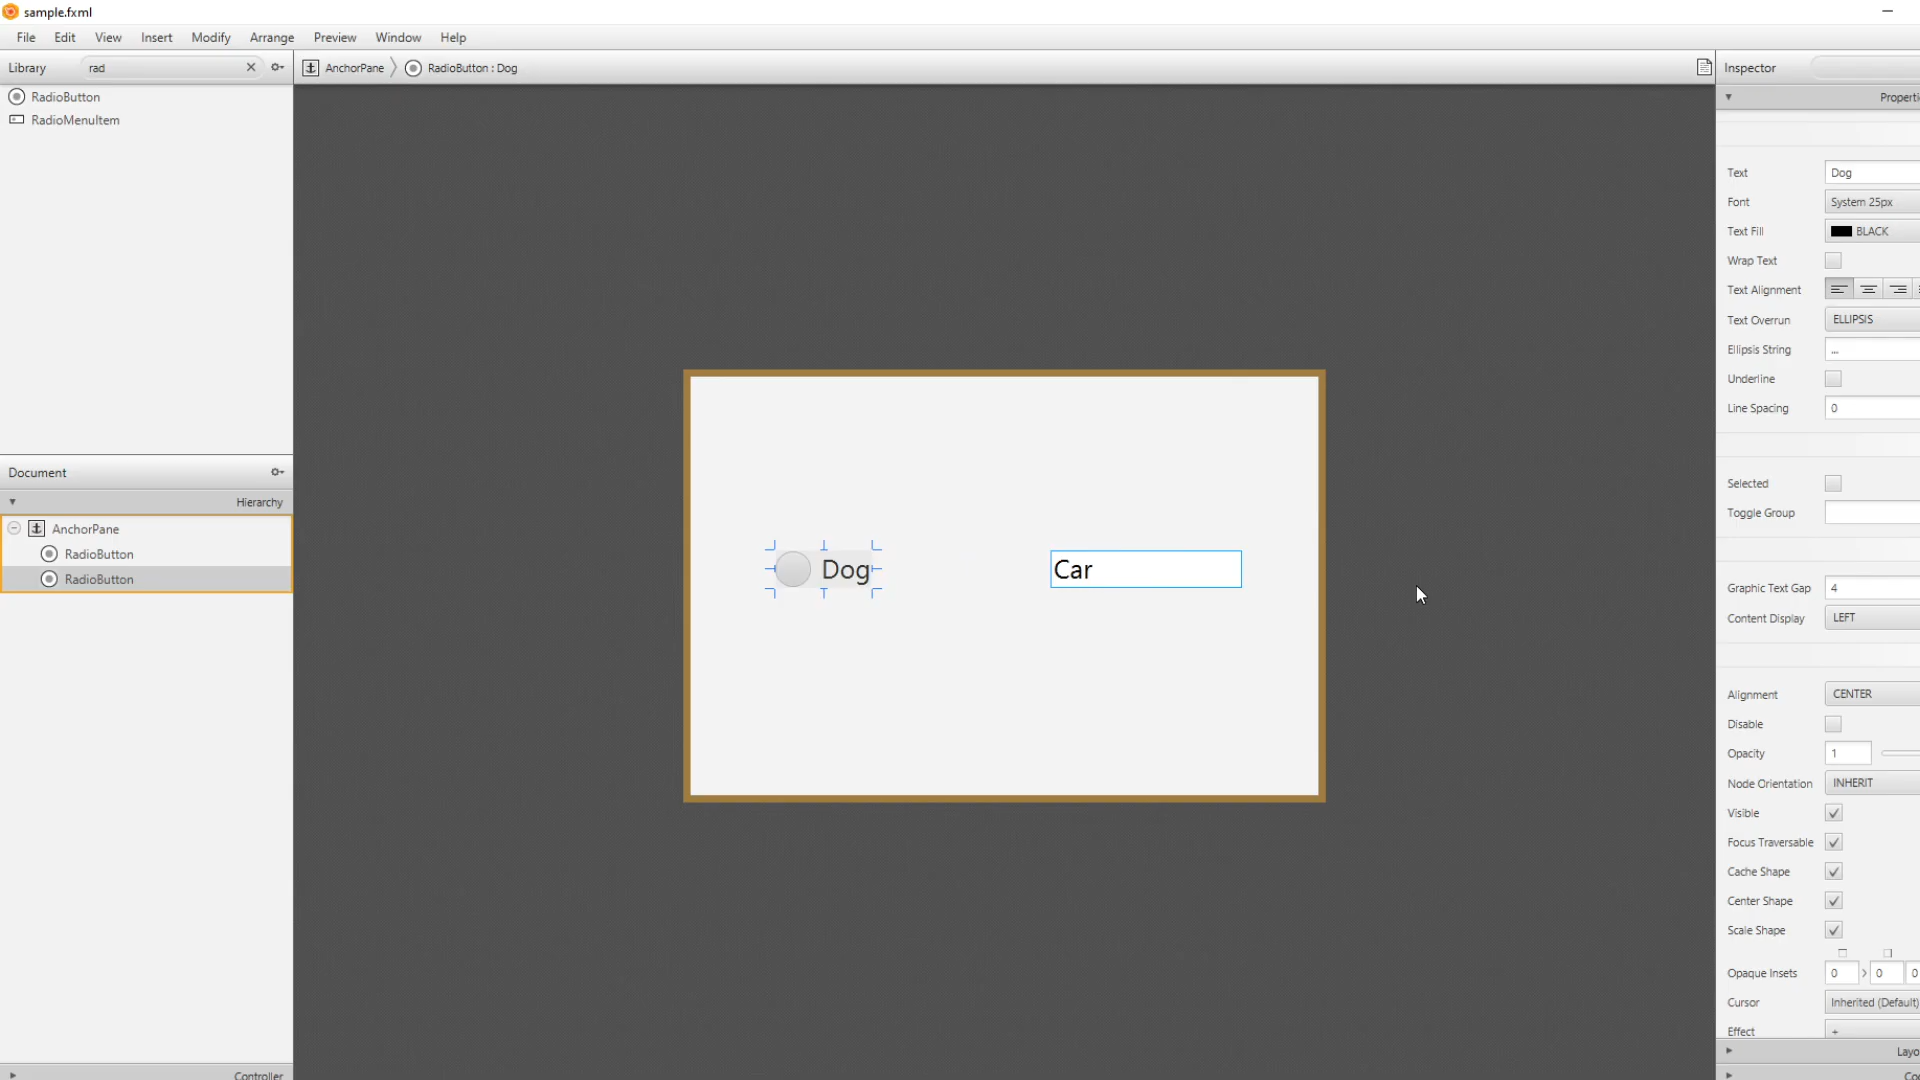 sample.fxml
File Edit View Insert Modify Arrange Preview Window Help
Library rad
AnchorPane RadioButton : Dog
Inspector
RadioButton
RadioMenuItem
Document
Hierarchy
AnchorPane
RadioButton
RadioButton
Controller
Dog
Car
Properti
Text Dog
Font System 25px
Text Fill BLACK
Wrap Text
Text Alignment
Text Overrun ELLIPSIS
Ellipsis String ...
Underline
Line Spacing 0
Selected
Toggle Group
Graphic Text Gap 4
Content Display LEFT
Alignment CENTER
Disable
Opacity 1
Node Orientation INHERIT
Visible
Focus Traversable
Cache Shape
Center Shape
Scale Shape
Opaque Insets 0 0 0
Cursor Inherited (Default)
Effect +
Layo
Co